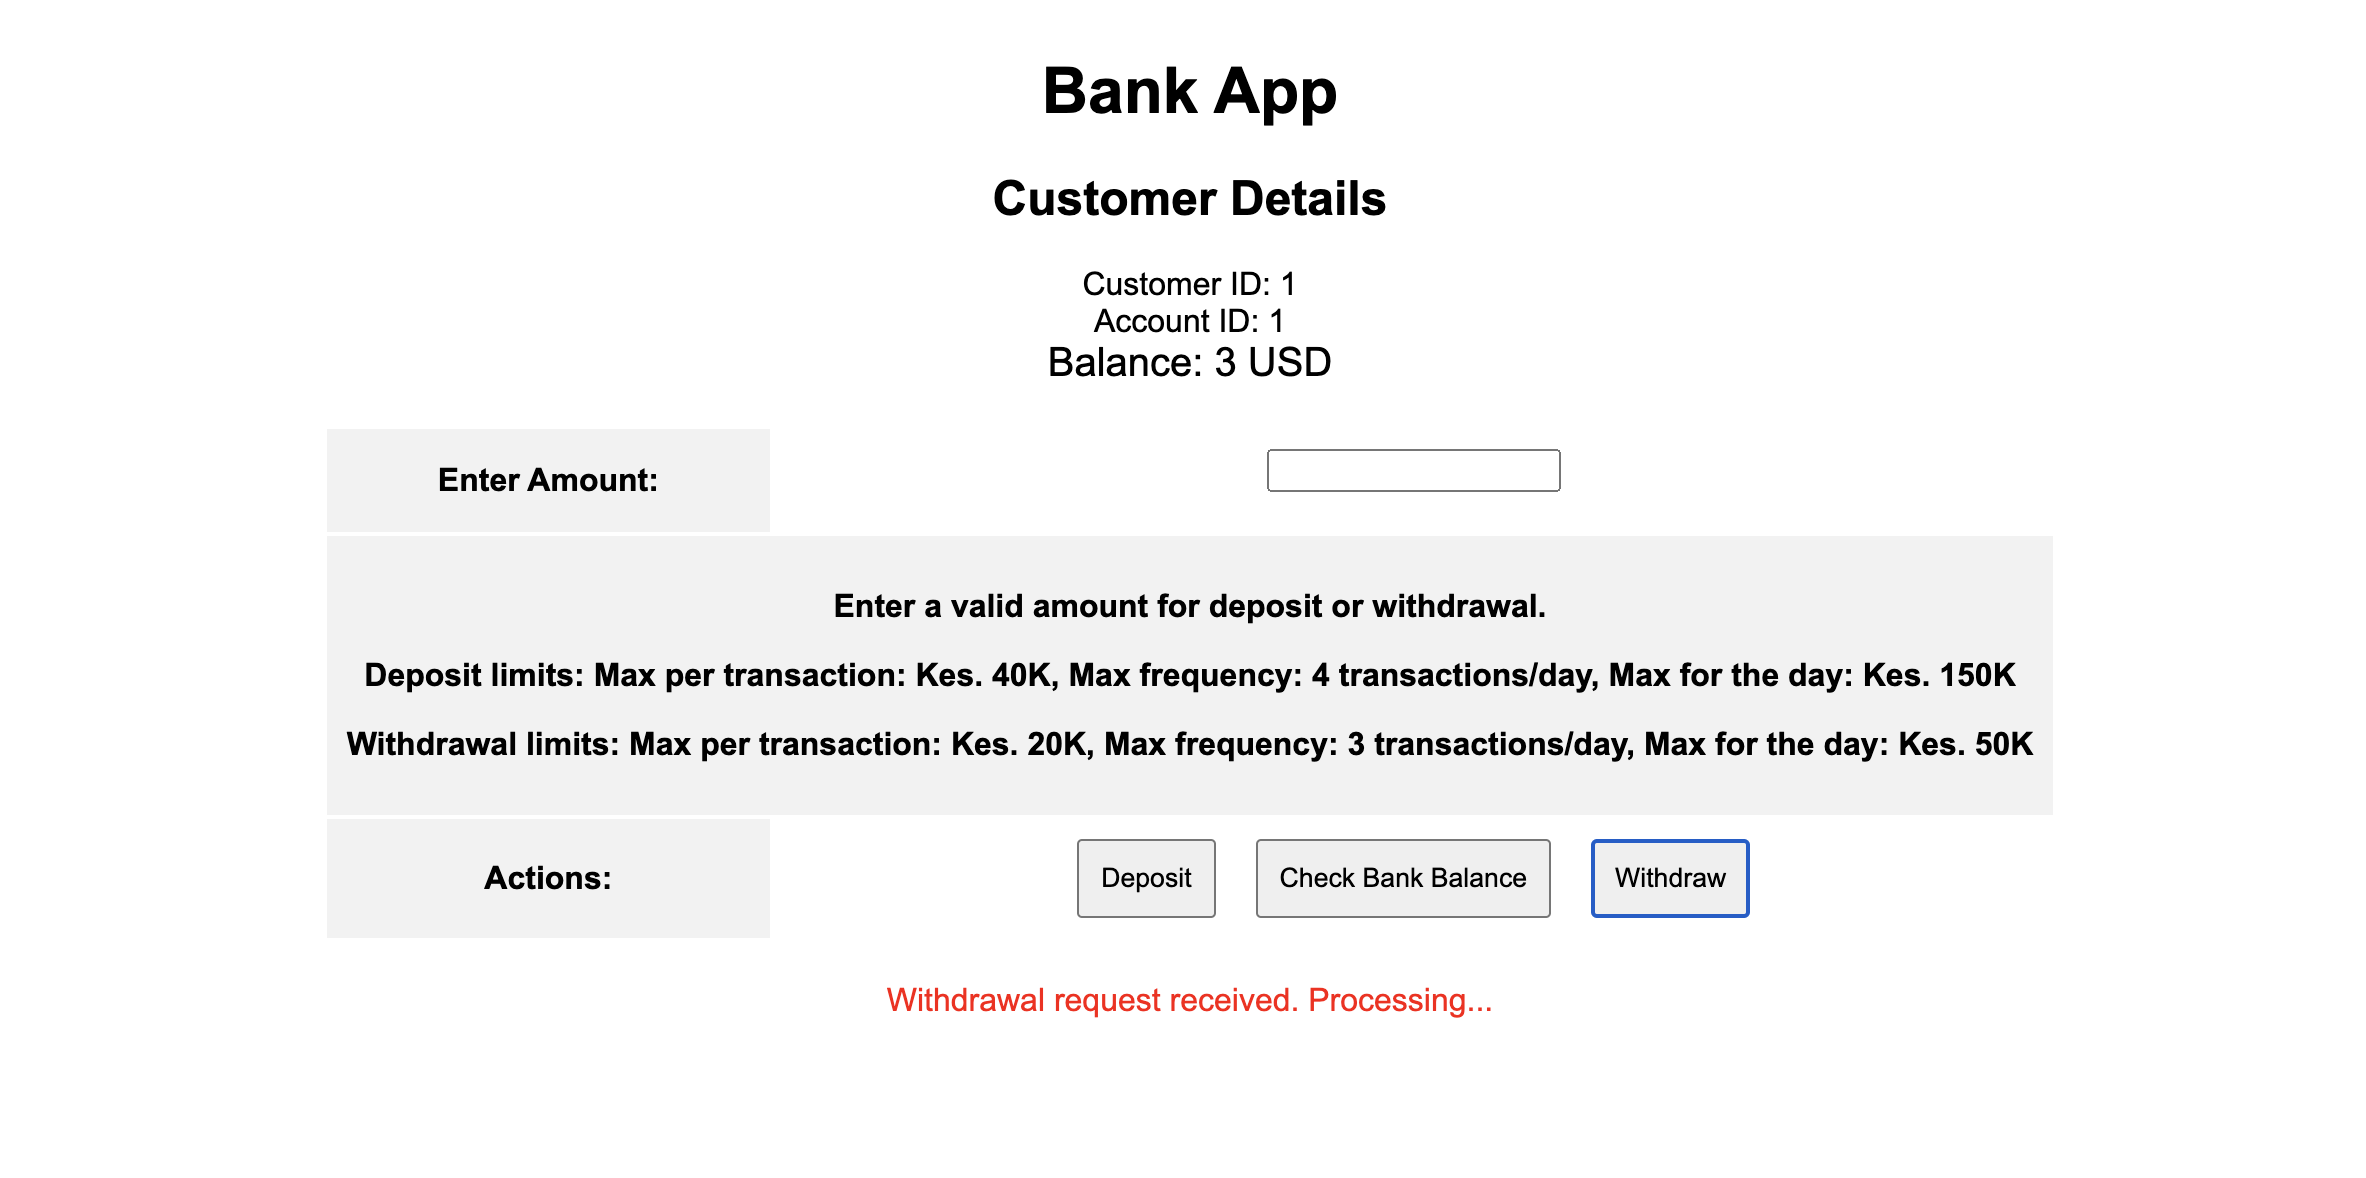 Bank App
Customer Details
Customer ID: 1
Account ID: 1
Balance: 3 USD
Enter Amount:
Enter a valid amount for deposit or withdrawal.
Deposit limits: Max per transaction: Kes. 40K, Max frequency: 4 transactions/day, Max for the day: Kes. 150K
Withdrawal limits: Max per transaction: Kes. 20K, Max frequency: 3 transactions/day, Max for the day: Kes. 50K
Actions: Deposit Check Bank Balance Withdraw
Withdrawal request received. Processing...